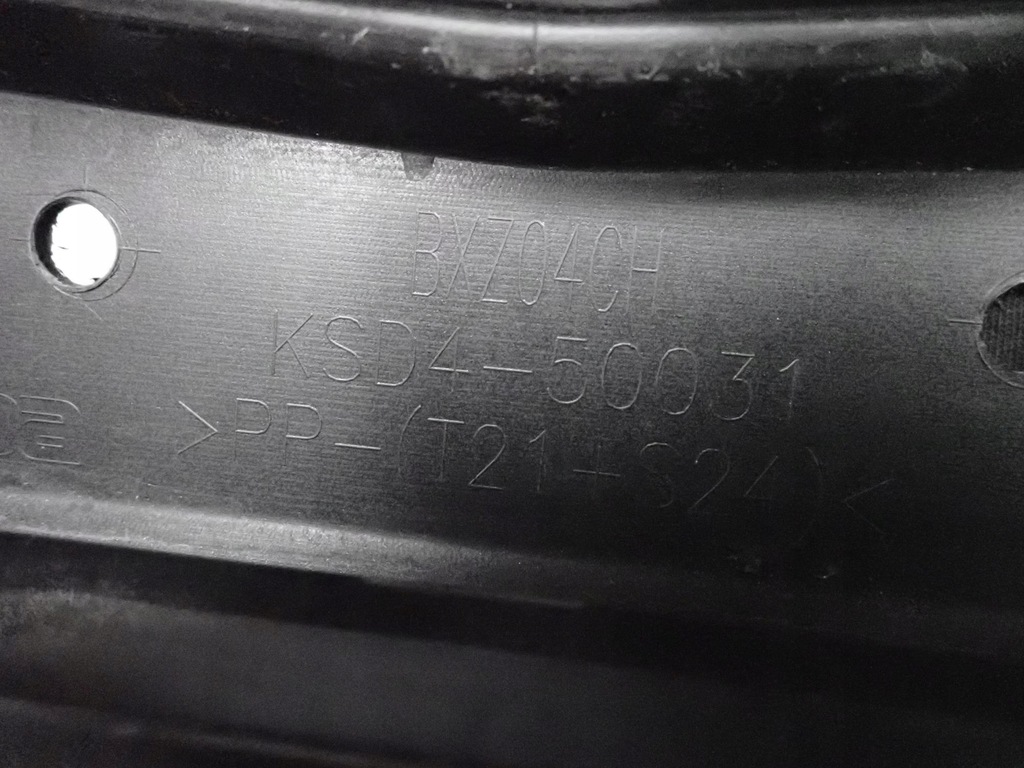 BXZ04CH
KSD4-50031
>PP-(T21+S24)<